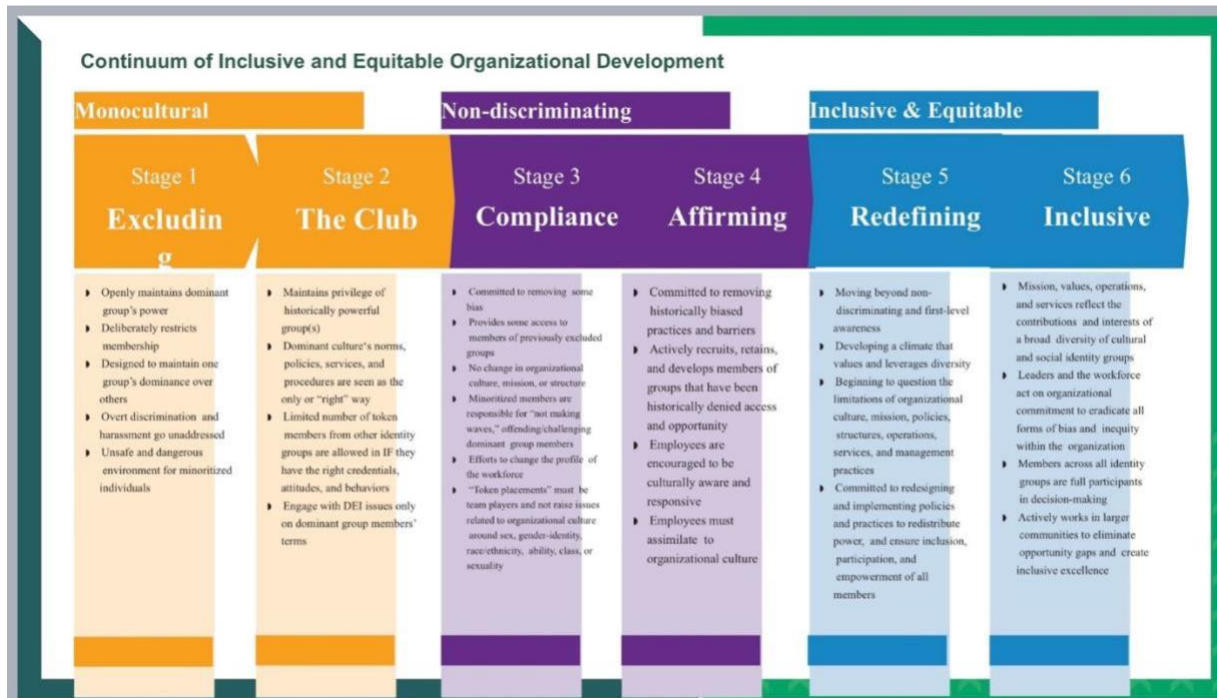 Continuum of Inclusive and Equitable Organizational Development
Monocultural
Non-discriminating
Inclusive & Equitable
Stage 1
Excludin
g
Stage 2
The Club
Stage 3
Compliance
Stage 4
Affirming
Stage 5
Redefining
Stage 6
Inclusive
Openly maintains dominant
group's power
Deliberately restricts
membership
Designed to maintain one
group's dominance over
others
Overt discrimination and
harassment go unaddressed
Unsafe and dangerous
environment for minoritized
individuals
Maintains privilege of
historically powerful
group(s)
Dominant culture's norms,
policies, services, and
procedures are seen as the
only or “right” way
Limited number of token
members from other identity
groups are allowed in IF they
have the right credentials,
attitudes, and behaviors
Engage with DEI issues only
on dominant group members'
terms
Committed to removing some
bias
Provides some access to
members of previously excluded
groups
No change in organizational
culture, mission, or structure
Minoritized members are
responsible for “not making
waves,” offending/challenging
dominant group members
Efforts to change the profile of
the workforce
“Token placements” must be
team players and not raise issues
related to organizational culture
around sex, gender-identity,
race/ethnicity, ability, class, or
sexuality
Committed to removing
historically biased
practices and barriers
Actively recruits, retains,
and develops members of
groups that have been
historically denied access
and opportunity
Employees are
encouraged to be
culturally aware and
responsive
Employees must
assimilate to
organizational culture
Moving beyond non-
discriminating and first-level
awareness
Developing a climate that
values and leverages diversity
Beginning to question the
limitations of organizational
culture, mission, policies,
structures, operations,
services, and management
practices
Committed to redesigning
and implementing policies
and practices to redistribute
power, and ensure inclusion,
participation, and
empowerment of all
members
Mission, values, operations,
and services reflect the
contributions and interests of
a broad diversity of cultural
and social identity groups
Leaders and the workforce
act on organizational
commitment to eradicate all
forms of bias and inequity
within the organization
Members across all identity
groups are full participants
in decision-making
Actively works in larger
communities to eliminate
opportunity gaps and create
inclusive excellence